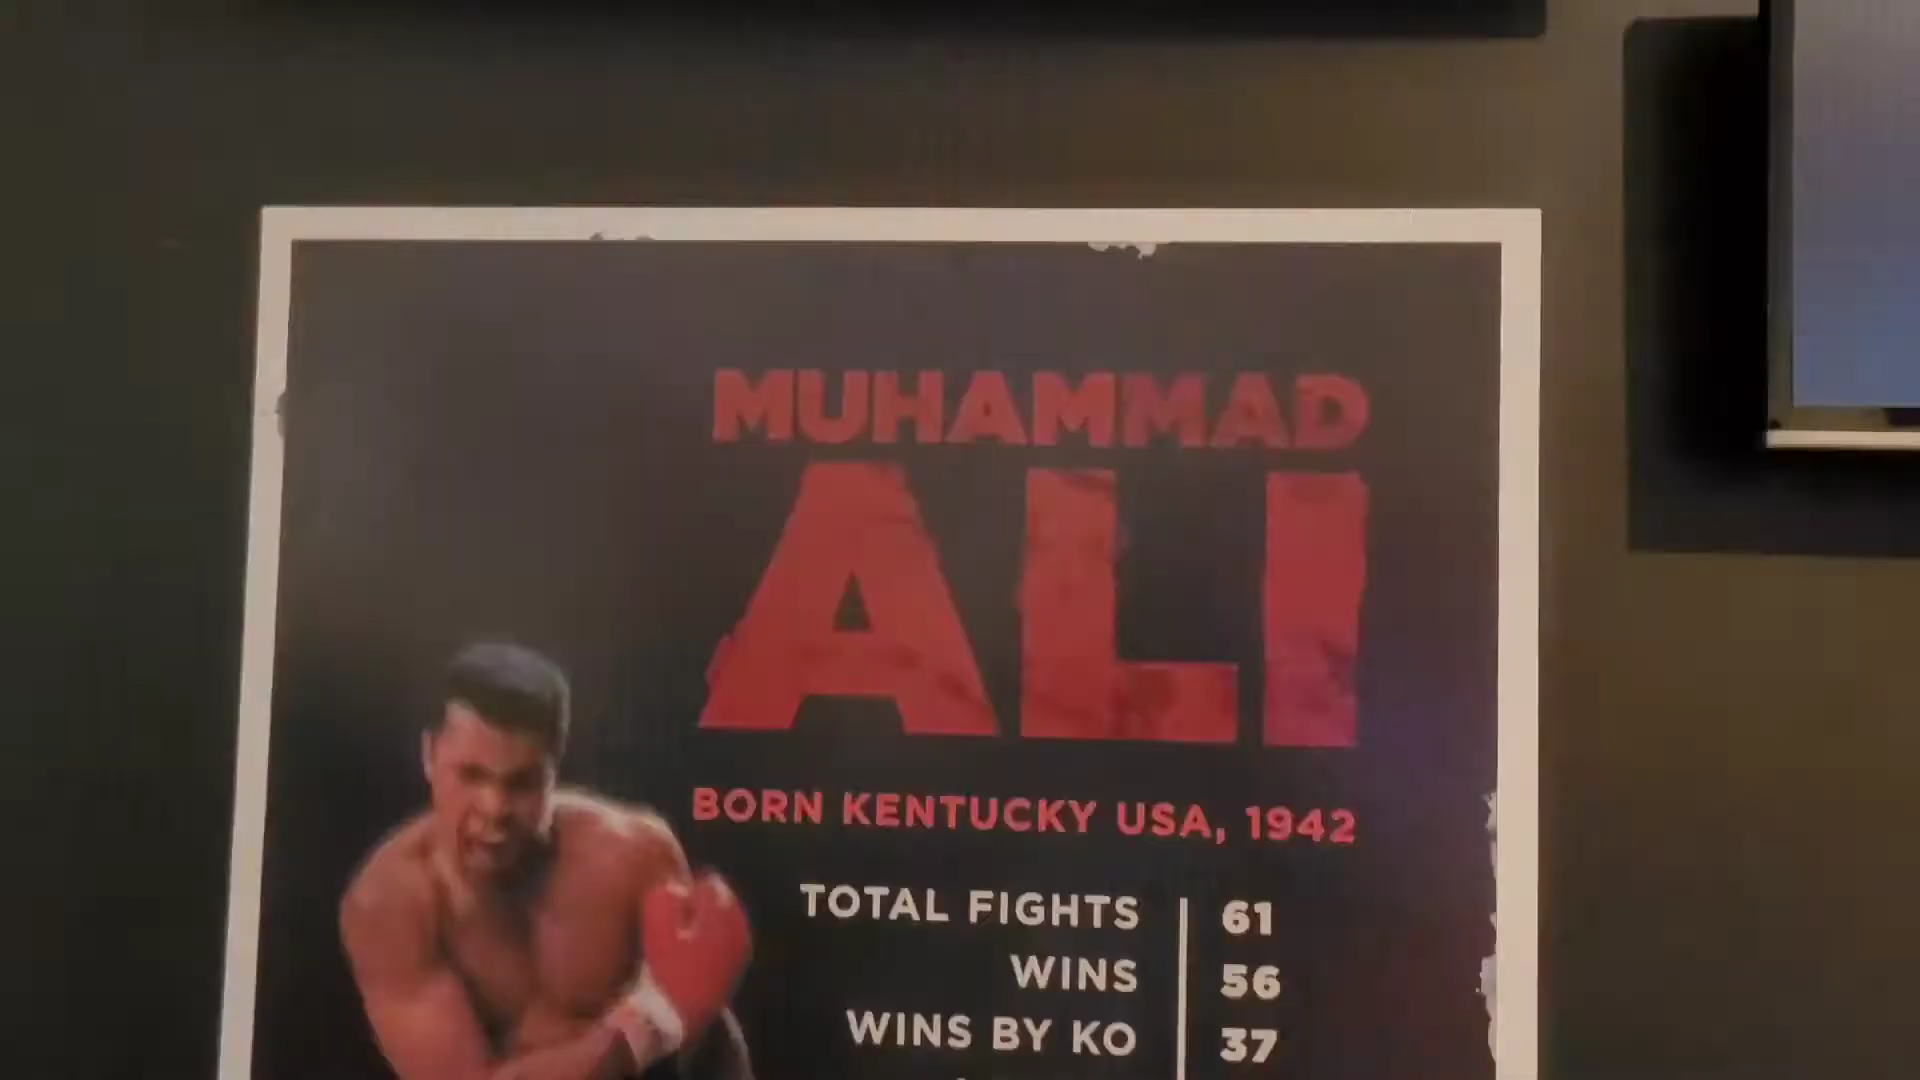 MUHAMMAD
ALI
BORN KENTUCKY USA, 1942
TOTAL FIGHTS 61
WINS 56
WINS BY KO 37